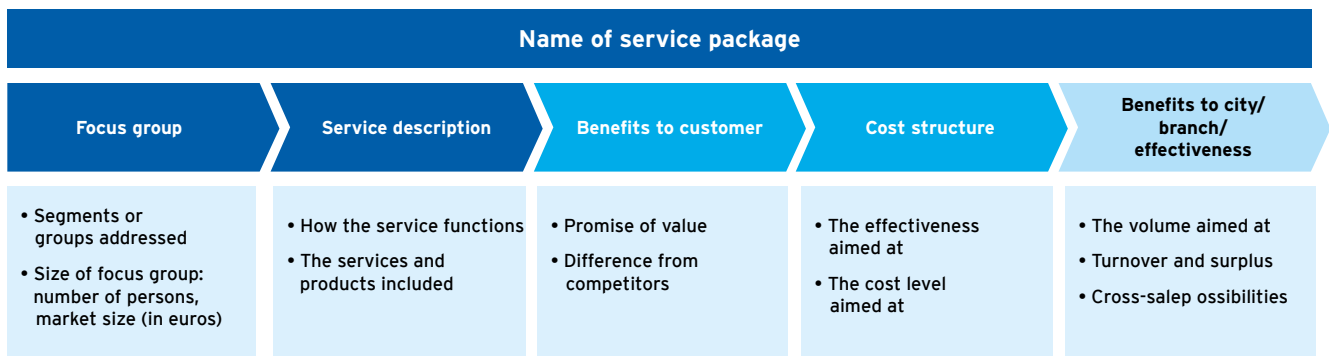 Name of service package
Focus group
Service description
Benefits to customer
Cost structure
Benefits to city/
branch/
effectiveness
• Segments or
groups addressed
• Size of focus group:
number of persons,
market size (in euros)
• How the service functions
• The services and
products included
• Promise of value
• Difference from
competitors
• The effectiveness
aimed at
• The cost level
aimed at
• The volume aimed at
• Turnover and surplus
• Cross-salep ossibilities